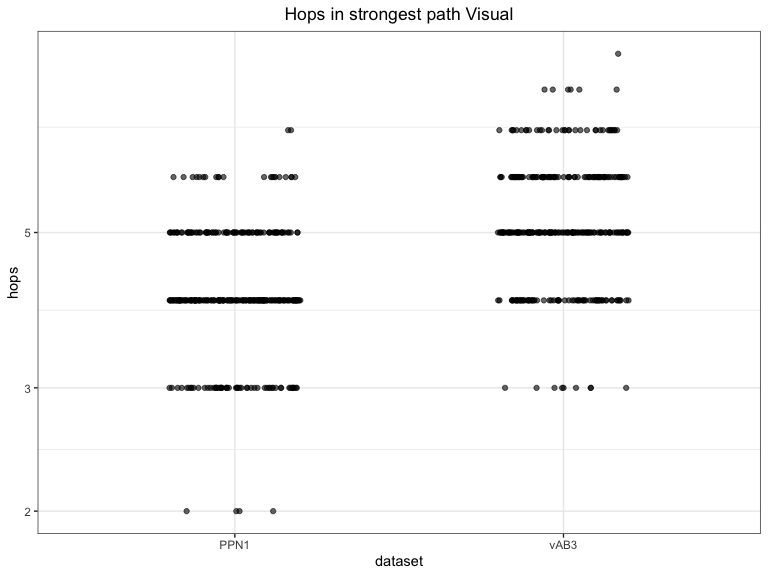 Hops in strongest path Visual
hops
5
3
2
PPN1
vAB3
dataset